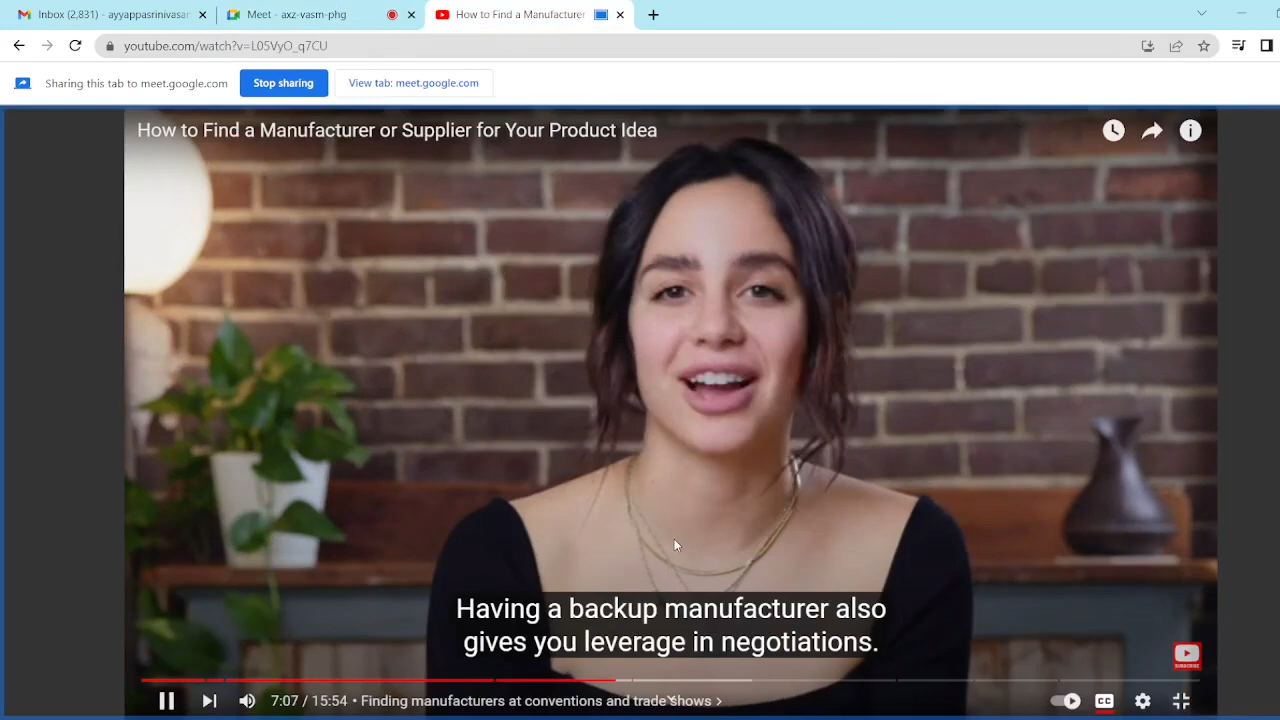 Inbox (2,831) - ayyappasrinivasar
Meet - axz-vasm-phg
How to Find a Manufacturer
youtube.com/watch?v=L05VyO_q7CU
Sharing this tab to meet.google.com
Stop sharing
View tab: meet.google.com
How to Find a Manufacturer or Supplier for Your Product Idea
Having a backup manufacturer also
gives you leverage in negotiations.
SUBSCRIBE
7:07 / 15:54 • Finding manufacturers at conventions and trade shows >
CC